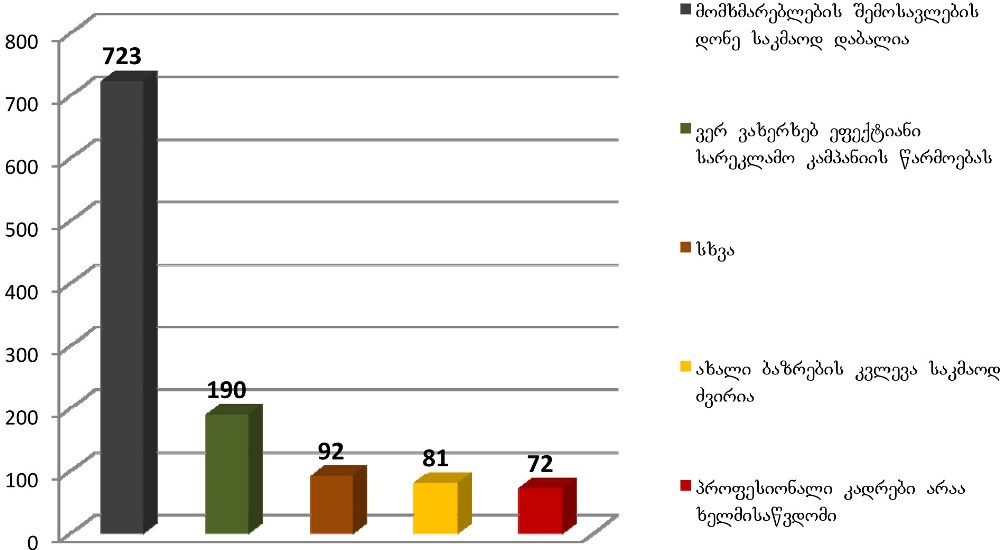 800
700
600
500
400
300
200
100
0
723
190
92
81
72
მომხმარებლების შემოსავლების
დონე საკმაოდ დაბალია
ვერ ვახერხებ ეფექტიანი
სარეკლამო კამპანიის წარმოებას
სხვა
ახალი ბაზრების კვლევა საკმაოდ
ძვირია
პროფესიონალი კადრები არაა
ხელმისაწვდომი